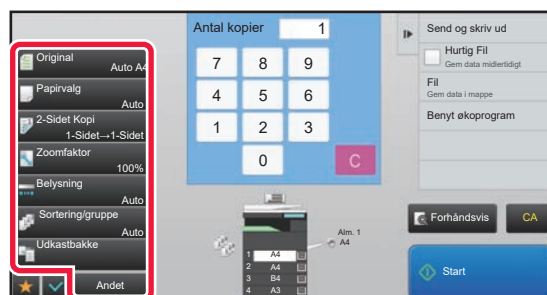 Original
Auto A4
Papirvalg
Auto
2-Sidet Kopi
1-Sidet→1-Sidet
Zoomfaktor
100%
Belysning
Auto
Sortering/gruppe
Auto
Udkastbakke
Andet
Antal kopier 1
7 8 9
4 5 6
1 2 3
0 C
Alm. 1
A4
1 A4
2 A4
3 B4
4 A3
Send og skriv ud
Hurtig Fil
Gem data midlertidigt
Fil
Gem data i mappe
Benyt økoprogram
Forhåndsvis CA
Start